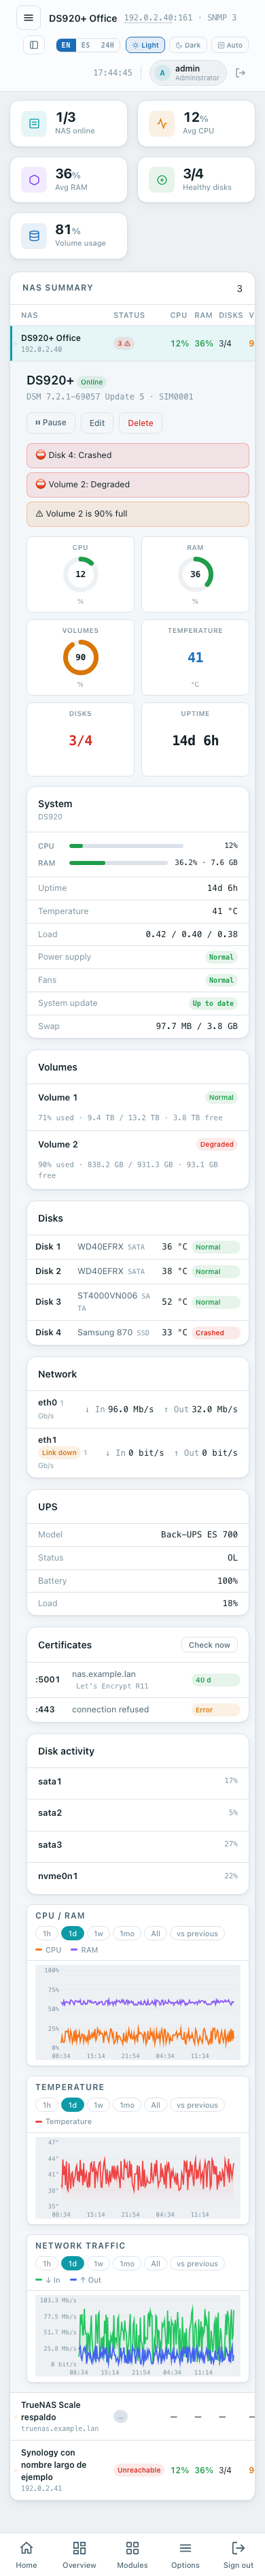 DS920+ Office 192.0.2.40:161 · SNMP 3
EN ES 24H Light Dark Auto
17:44:45 A admin
Administrator
1/3
NAS online
12%
Avg CPU
36%
Avg RAM
3/4
Healthy disks
81%
Volume usage
NAS SUMMARY 3
NAS STATUS CPU RAM DISKS V
DS920+ Office 3 ⚠ 12% 36% 3/4 9
192.0.2.40
DS920+ Online
DSM 7.2.1-69057 Update 5 · SIM0001
Pause Edit Delete
⛔ Disk 4: Crashed
⛔ Volume 2: Degraded
⚠ Volume 2 is 90% full
CPU RAM
12 36
% %
VOLUMES TEMPERATURE
90 41
% °C
DISKS UPTIME
3/4 14d 6h
System
DS920
CPU 12%
RAM 36.2% · 7.6 GB
Uptime 14d 6h
Temperature 41 °C
Load 0.42 / 0.40 / 0.38
Power supply Normal
Fans Normal
System update Up to date
Swap 97.7 MB / 3.8 GB
Volumes
Volume 1 Normal
71% used · 9.4 TB / 13.2 TB · 3.8 TB free
Volume 2 Degraded
90% used · 838.2 GB / 931.3 GB · 93.1 GB
free
Disks
Disk 1 WD40EFRX SATA 36 °C Normal
Disk 2 WD40EFRX SATA 38 °C Normal
Disk 3 ST4000VN006 SA
TA 52 °C Normal
Disk 4 Samsung 870 SSD 33 °C Crashed
Network
eth0 1
Gb/s ↓ In 96.0 Mb/s ↑ Out 32.0 Mb/s
eth1
Link down 1 ↓ In 0 bit/s ↑ Out 0 bit/s
Gb/s
UPS
Model Back-UPS ES 700
Status OL
Battery 100%
Load 18%
Certificates Check now
:5001 nas.example.lan
Let's Encrypt R11 40 d
:443 connection refused Error
Disk activity
sata1 17%
sata2 5%
sata3 27%
nvme0n1 22%
CPU / RAM
1h 1d 1w 1mo All vs previous
CPU RAM
100%
75%
50%
25%
0%
08:34 15:14 21:54 04:34 11:14
TEMPERATURE
1h 1d 1w 1mo All vs previous
Temperature
47°
44°
41°
38°
35°
08:34 15:14 21:54 04:34 11:14
NETWORK TRAFFIC
1h 1d 1w 1mo All vs previous
↓ In ↑ Out
103.3 Mb/s
77.5 Mb/s
51.7 Mb/s
25.8 Mb/s
0 bit/s
08:34 15:14 21:54 04:34 11:14
TrueNAS Scale
respaldo … — — — —
truenas.example.lan
Synology con
nombre largo de Unreachable 12% 36% 3/4 9
ejemplo
192.0.2.41
Home Overview Modules Options Sign out